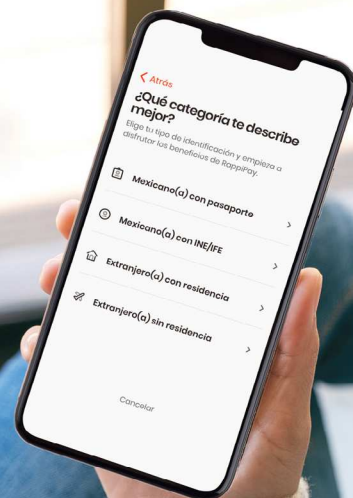 Atrás
¿Qué categoría te describe
mejor?
Elige tu tipo de identificación y empieza a
disfrutar los beneficios de RappiPay.
Mexicano(a) con pasaporte
Mexicano(a) con INE/IFE
Extranjero(a) con residencia
Extranjero(a) sin residencia
Cancelar